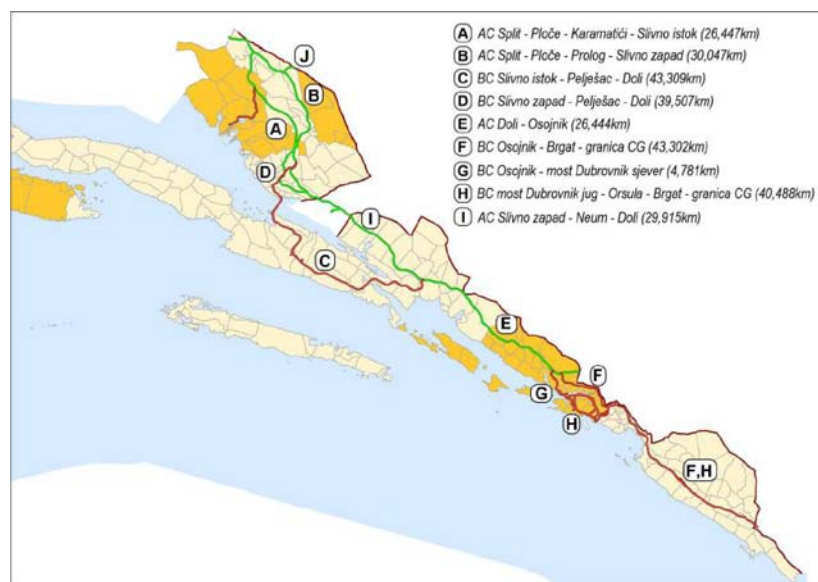 A AC Split - Ploče - Karamatići - Slivno istok (26,447km)
B AC Split - Ploče - Prolog - Slivno zapad (30,047km)
C BC Slivno istok - Pelješac - Doli (43,309km)
D BC Slivno zapad - Pelješac - Doli (39,507km)
E AC Doli - Osojnik (26,444km)
F BC Osojnik - Brgat - granica CG (43,302km)
G BC Osojnik - most Dubrovnik sjever (4,781km)
H BC most Dubrovnik jug - Orsula - Brgat - granica CG (40,488km)
I AC Slivno zapad - Neum - Doli (29,915km)
J
B
A
D
I
C
E
F
G
H
F,H